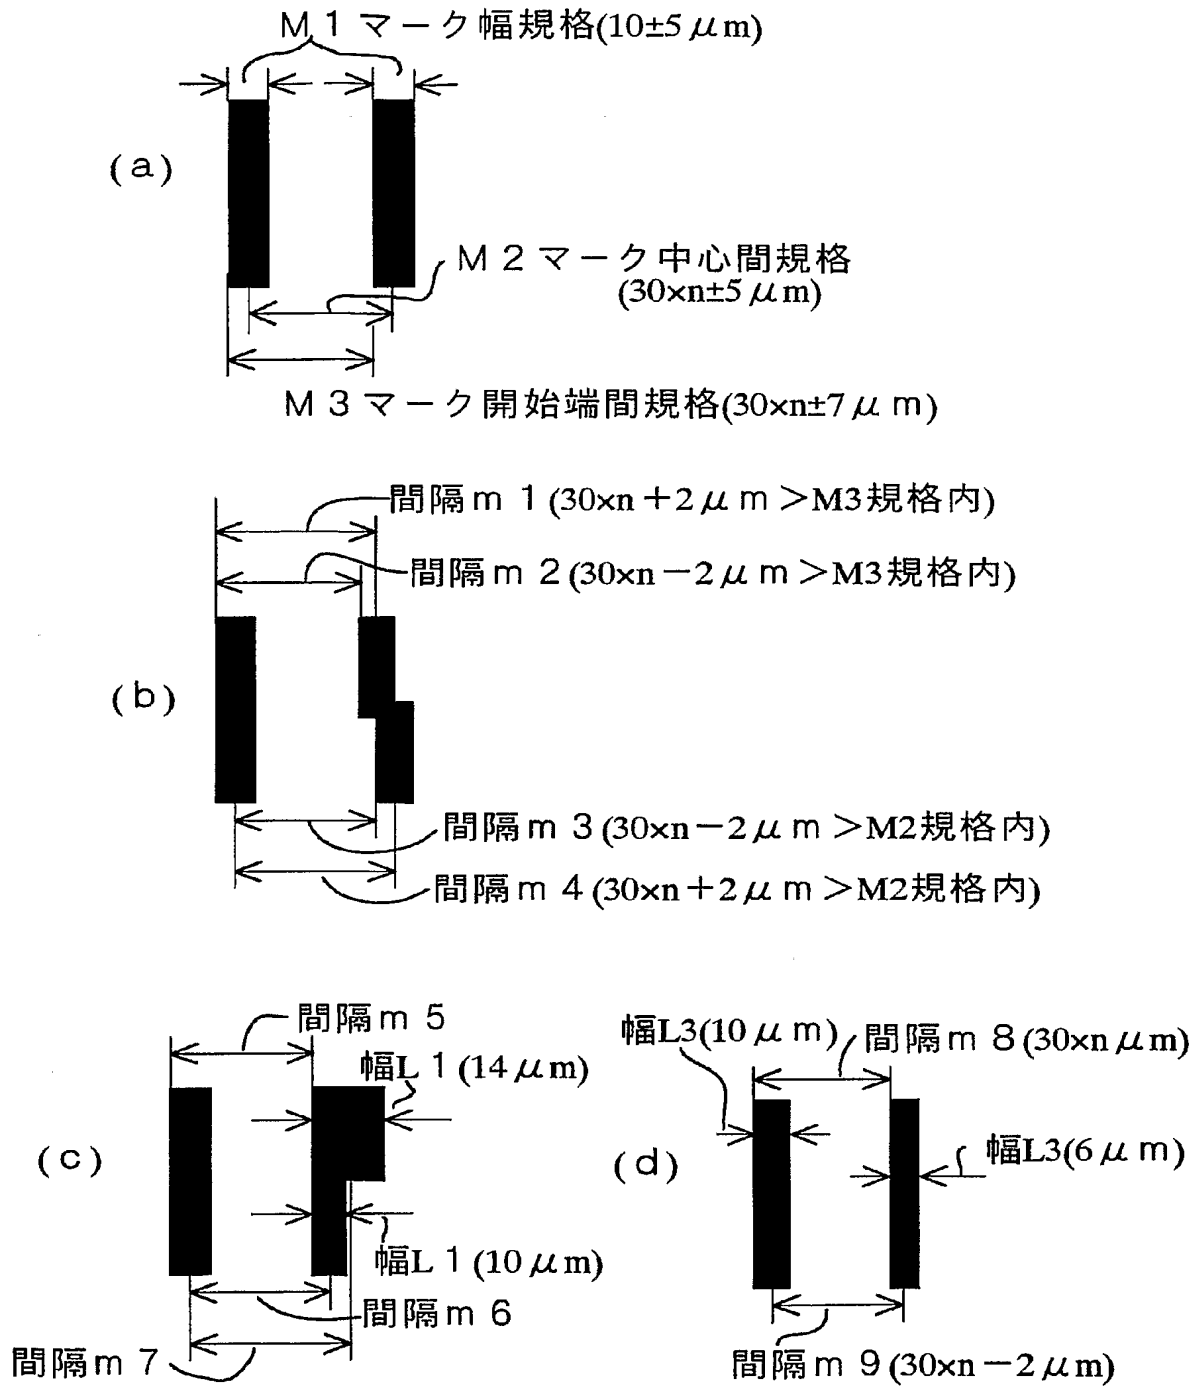 M1マーク幅規格(10±5μm)
(a)
M2マーク中心間規格
(30×n±5μm)
M3マーク開始端間規格(30×n±7μm)
間隔m1(30×n+2μm>M3規格内)
間隔m2(30×n-2μm>M3規格内)
(b)
間隔m3(30×n-2μm>M2規格内)
間隔m4(30×n+2μm>M2規格内)
間隔m5
幅L1(14μm)
(c)
幅L1(10μm)
間隔m6
間隔m7
幅L3(10μm)
間隔m8(30×nμm)
(d)
幅L3(6μm)
間隔m9(30×n-2μm)